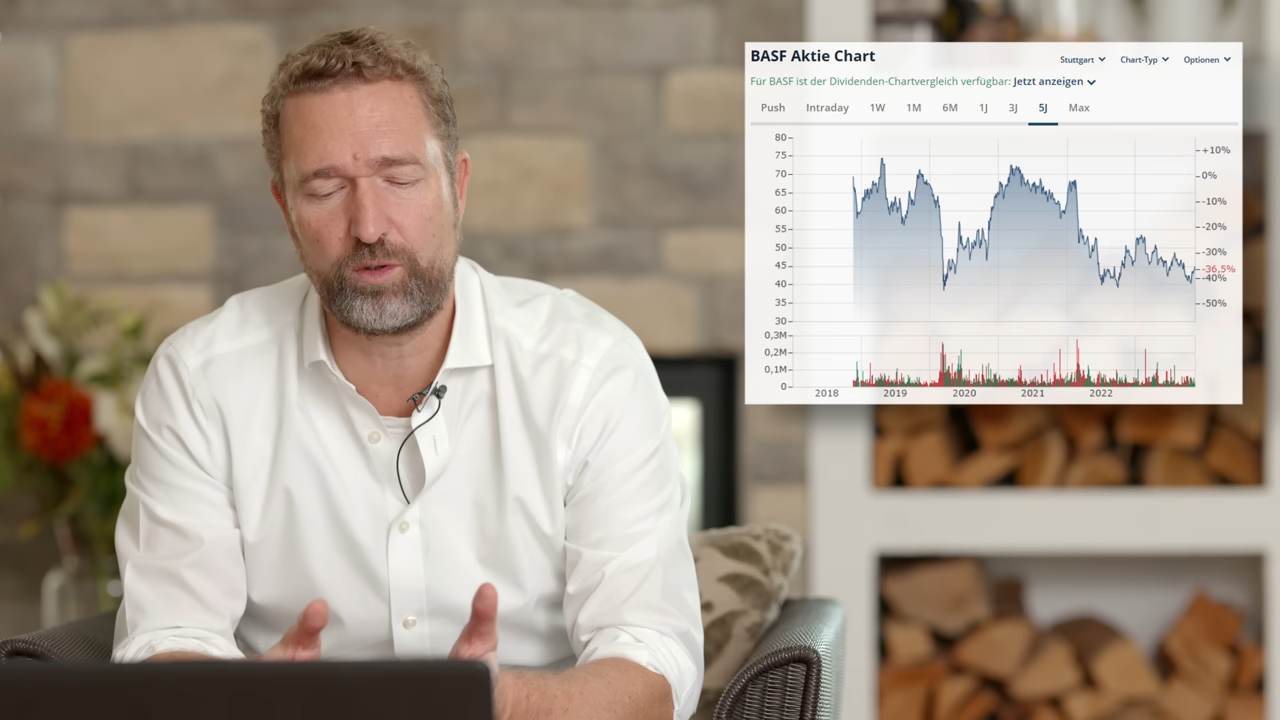 BASF Aktie Chart
Stuttgart Chart-Typ Optionen
Für BASF ist der Dividenden-Chartvergleich verfügbar: Jetzt anzeigen
Push Intraday 1W 1M 6M 1J 3J 5J Max
80
75
70
65
60
55
50
45
40
35
30
+10%
0%
-10%
-20%
-30%
-36,5%
-40%
-50%
0,3M
0,2M
0,1M
0
2018 2019 2020 2021 2022